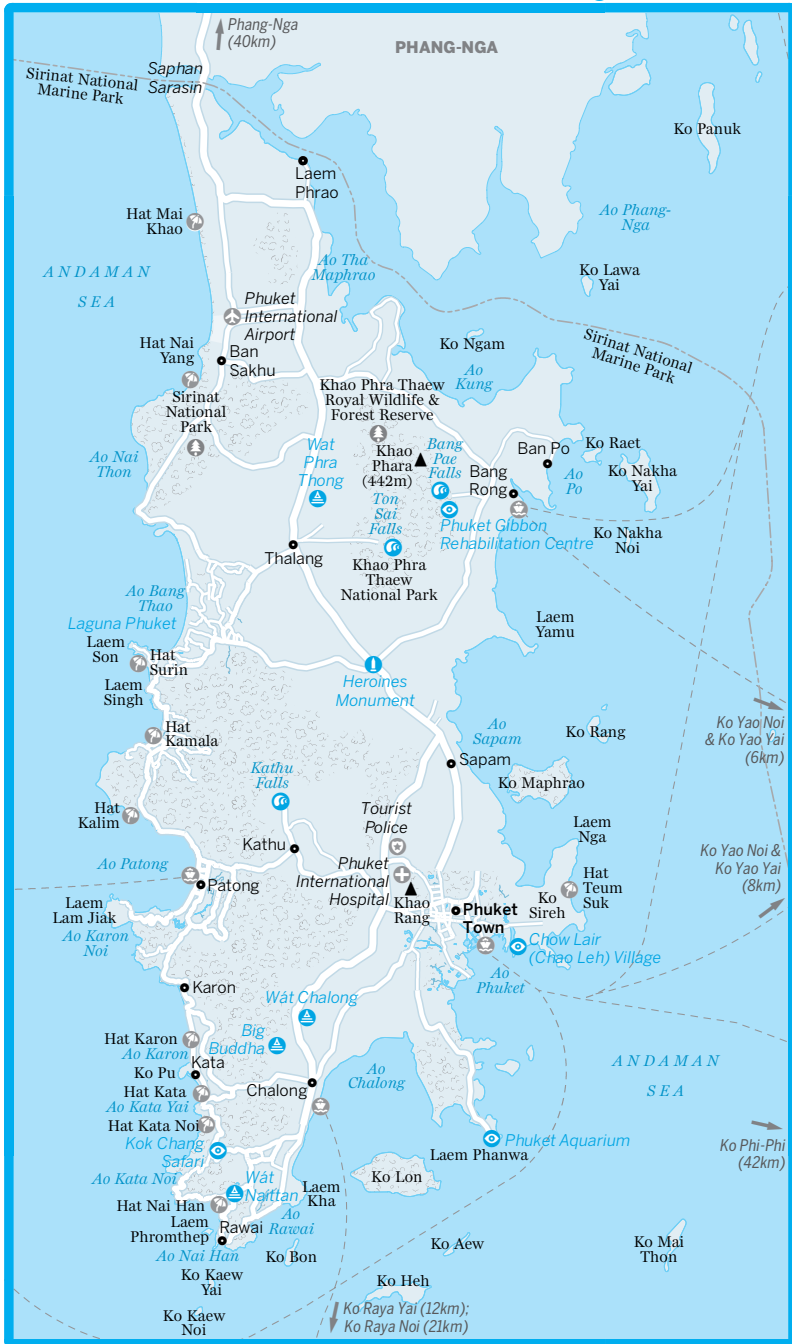 Phang-Nga
(40km)
PHANG-NGA
Saphan
Sarasin
Sirinat National
Marine Park
Ko Panuk
Laem
Phrao
Hat Mai
Khao
Ao Phang-
Nga
Ao Tha
Maphrao
ANDAMAN
SEA
Ko Lawa
Yai
Phuket
International
Airport
Hat Nai
Yang
Ban
Sakhu
Ko Ngam
Ao
Kung
Sirinat National
Marine Park
Sirinat
National
Park
Khao Phra Thaew
Royal Wildlife &
Forest Reserve
Ao Nai
Thon
Wat
Phra
Thong
Khao
Phara
(442m)
Bang
Pae
Falls
Ban Po
Ko Raet
Bang
Rong
Ao
Po
Ko Nakha
Yai
Ton
Sai
Falls
Phuket Gibbon
Rehabilitation Centre
Ko Nakha
Noi
Thalang
Khao Phra
Thaew
National Park
Ao Bang
Thao
Laguna Phuket
Laem
Yamu
Laem
Son
Hat
Surin
Laem
Singh
Heroines
Monument
Ko Yao Noi
& Ko Yao Yai
(6km)
Ao
Sapam
Ko Rang
Hat
Kamala
Sapam
Kathu
Falls
Ko Maphrao
Hat
Kalim
Tourist
Police
Laem
Nga
Kathu
Ao Patong
Phuket
International
Hospital
Ko Yao Noi &
Ko Yao Yai
(8km)
Hat
Teum
Suk
Patong
Khao
Rang
Ko
Sireh
Laem
Lam Jiak
Phuket
Town
Ao Karon
Noi
Chow Lair
(Chao Leh) Village
Ao
Phuket
Karon
Wát Chalong
Big
Buddha
Hat Karon
Ao Karon
Kata
Ko Pu
Chalong
Ao
Chalong
ANDAMAN
SEA
Hat Kata
Ao Kata Yai
Hat Kata Noi
Kok Chang
Safari
Phuket Aquarium
Laem Phanwa
Ko Phi-Phi
(42km)
Ao Kata Noi
Wát
Naihan
Ko Lon
Laem
Kha
Hat Nai Han
Laem
Phromthep
Rawai
Ao
Rawai
Ao Nai Han
Ko Bon
Ko Aew
Ko Mai
Thon
Ko Kaew
Yai
Ko Heh
Ko Kaew
Noi
Ko Raya Yai (12km);
Ko Raya Noi (21km)